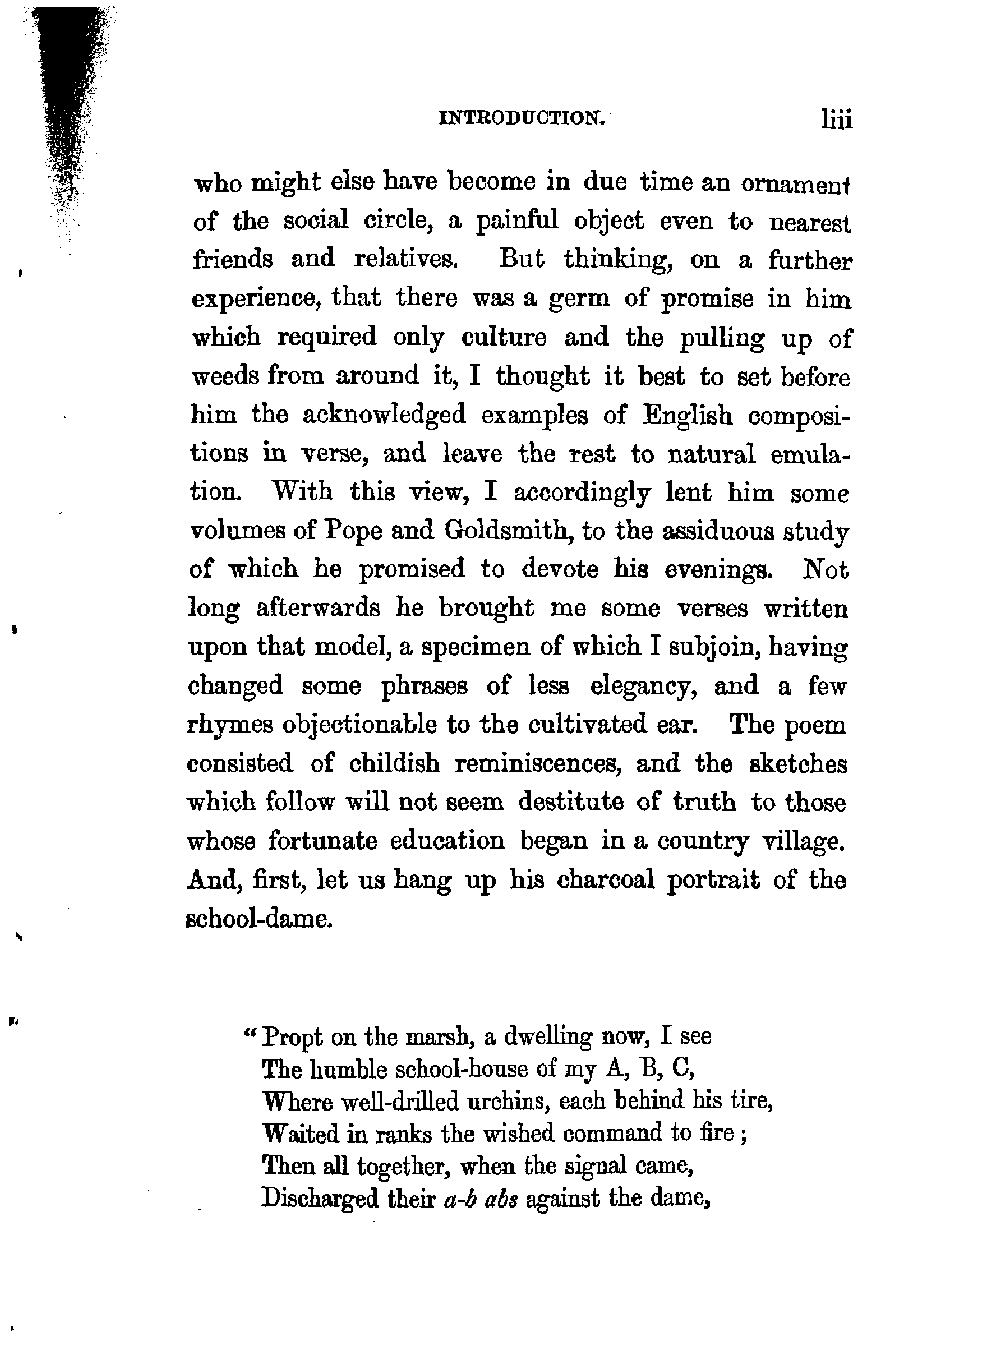 INTRODUCTION. liii
who might else have become in due time an ornament
of the social circle, a painful object even to nearest
friends and relatives. But thinking, on a further
experience, that there was a germ of promise in him
which required only culture and the pulling up of
weeds from around it, I thought it best to set before
him the acknowledged examples of English composi-
tions in verse, and leave the rest to natural emula-
tion. With this view, I accordingly lent him some
volumes of Pope and Goldsmith, to the assiduous study
of which he promised to devote his evenings. Not
long afterwards he brought me some verses written
upon that model, a specimen of which I subjoin, having
changed some phrases of less elegancy, and a few
rhymes objectionable to the cultivated ear. The poem
consisted of childish reminiscences, and the sketches
which follow will not seem destitute of truth to those
whose fortunate education began in a country village.
And, first, let us hang up his charcoal portrait of the
school-dame.
“Propt on the marsh, a dwelling now, I see
The humble school-house of my A, B, C,
Where well-drilled urchins, each behind his tire,
Waited in ranks the wished command to fire;
Then all together, when the signal came,
Discharged their a-b abs against the dame,